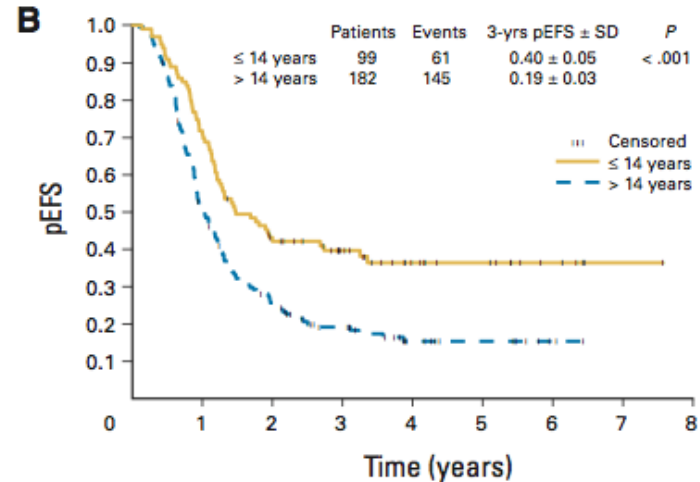 B
Patients Events 3-yrs pEFS ± SD P
≤ 14 years 99 61 0.40 ± 0.05 < .001
> 14 years 182 145 0.19 ± 0.03
Censored
≤ 14 years
> 14 years
pEFS
1.0
0.9
0.8
0.7
0.6
0.5
0.4
0.3
0.2
0.1
0 1 2 3 4 5 6 7 8
Time (years)